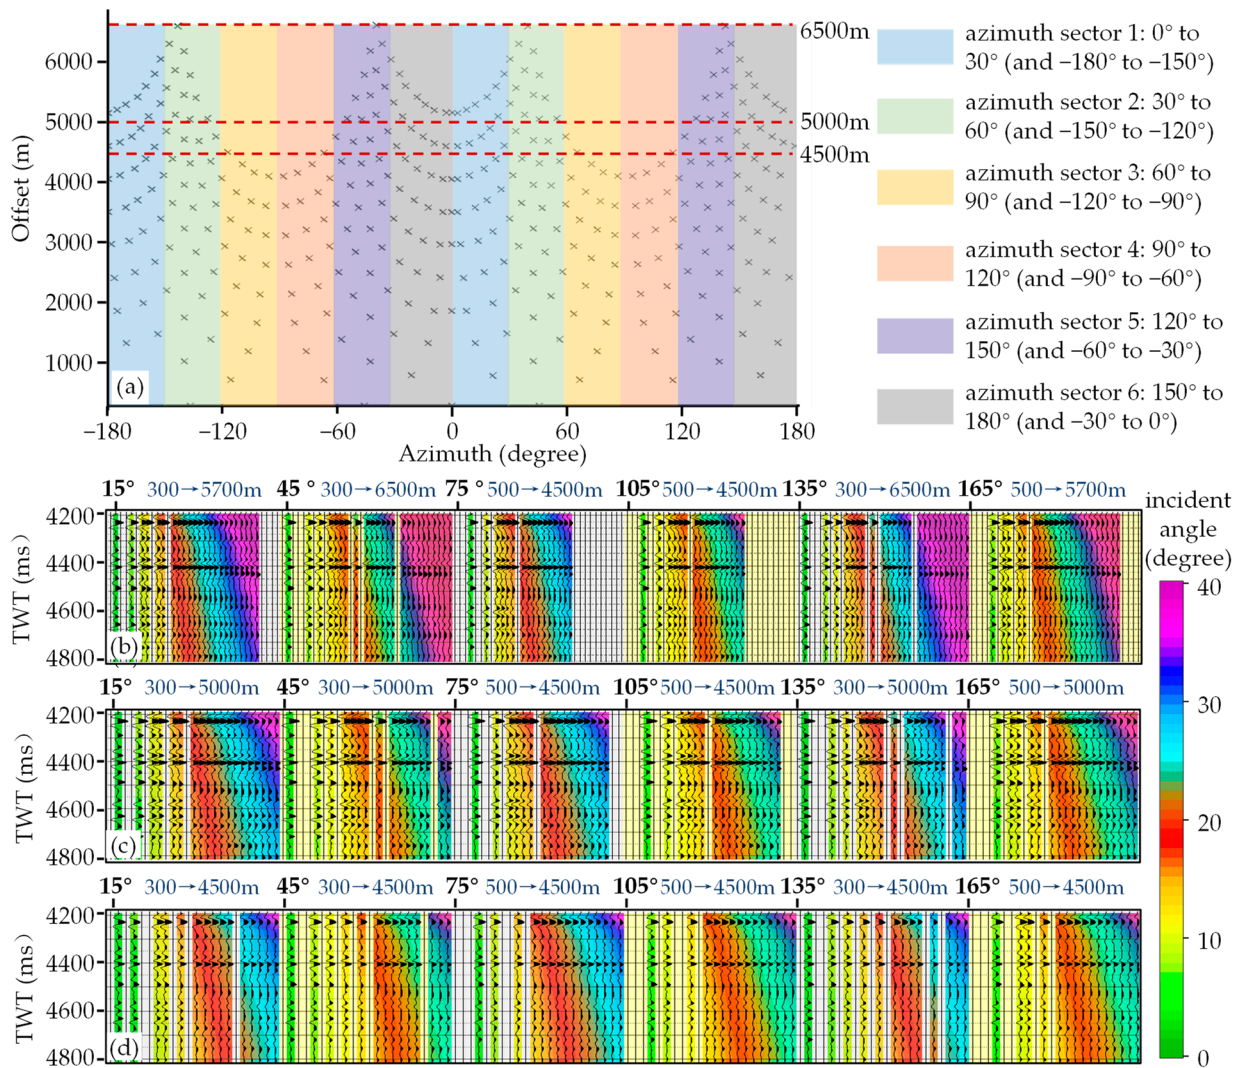 6500m
5000m
4500m
Offset (m)
6000
5000
4000
3000
2000
1000
(a)
−180
−120
−60
0
60
120
180
Azimuth (degree)
azimuth sector 1: 0° to
30° (and −180° to −150°)
azimuth sector 2: 30° to
60° (and −150° to −120°)
azimuth sector 3: 60° to
90° (and −120° to −90°)
azimuth sector 4: 90° to
120° (and −90° to −60°)
azimuth sector 5: 120° to
150° (and −60° to −30°)
azimuth sector 6: 150° to
180° (and −30° to 0°)
15° 300→5700m 45° 300→6500m 75° 500→4500m 105° 500→4500m 135° 300→6500m 165° 500→5700m
TWT (ms)
4200
4400
4600
4800
(b)
15° 300→5000m 45° 300→5000m 75° 500→4500m 105° 500→4500m 135° 300→5000m 165° 500→5000m
TWT (ms)
4200
4400
4600
4800
(c)
15° 300→4500m 45° 300→4500m 75° 500→4500m 105° 500→4500m 135° 300→4500m 165° 500→4500m
TWT (ms)
4200
4400
4600
4800
(d)
incident
angle
(degree)
40
30
20
10
0